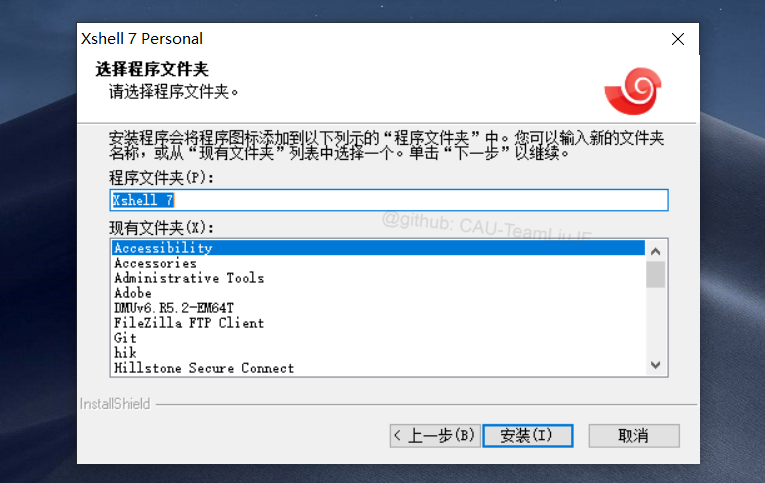 Xshell 7 Personal
选择程序文件夹
请选择程序文件夹。
安装程序会将程序图标添加到以下列示的“程序文件夹”中。您可以输入新的文件夹
名称，或从“现有文件夹”列表中选择一个。单击“下一步”以继续。
程序文件夹(P):
Xshell 7
@github: CAU-TeamLiuJF
现有文件夹(X):
Accessibility
Accessories
Administrative Tools
Adobe
DMUv6.R5.2-EM64T
FileZilla FTP Client
Git
hik
Hillstone Secure Connect
InstallShield
< 上一步(B)
安装(I)
取消